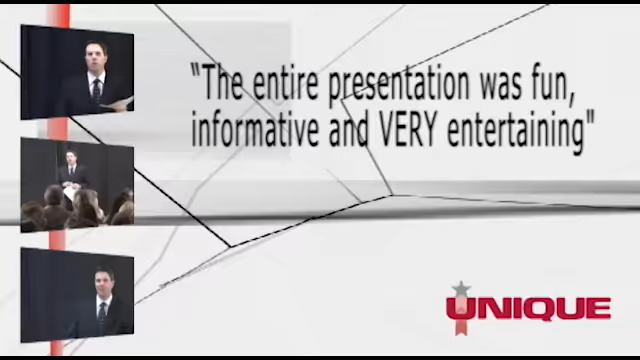 “The entire presentation was fun,
informative and VERY entertaining"
UNIQUE